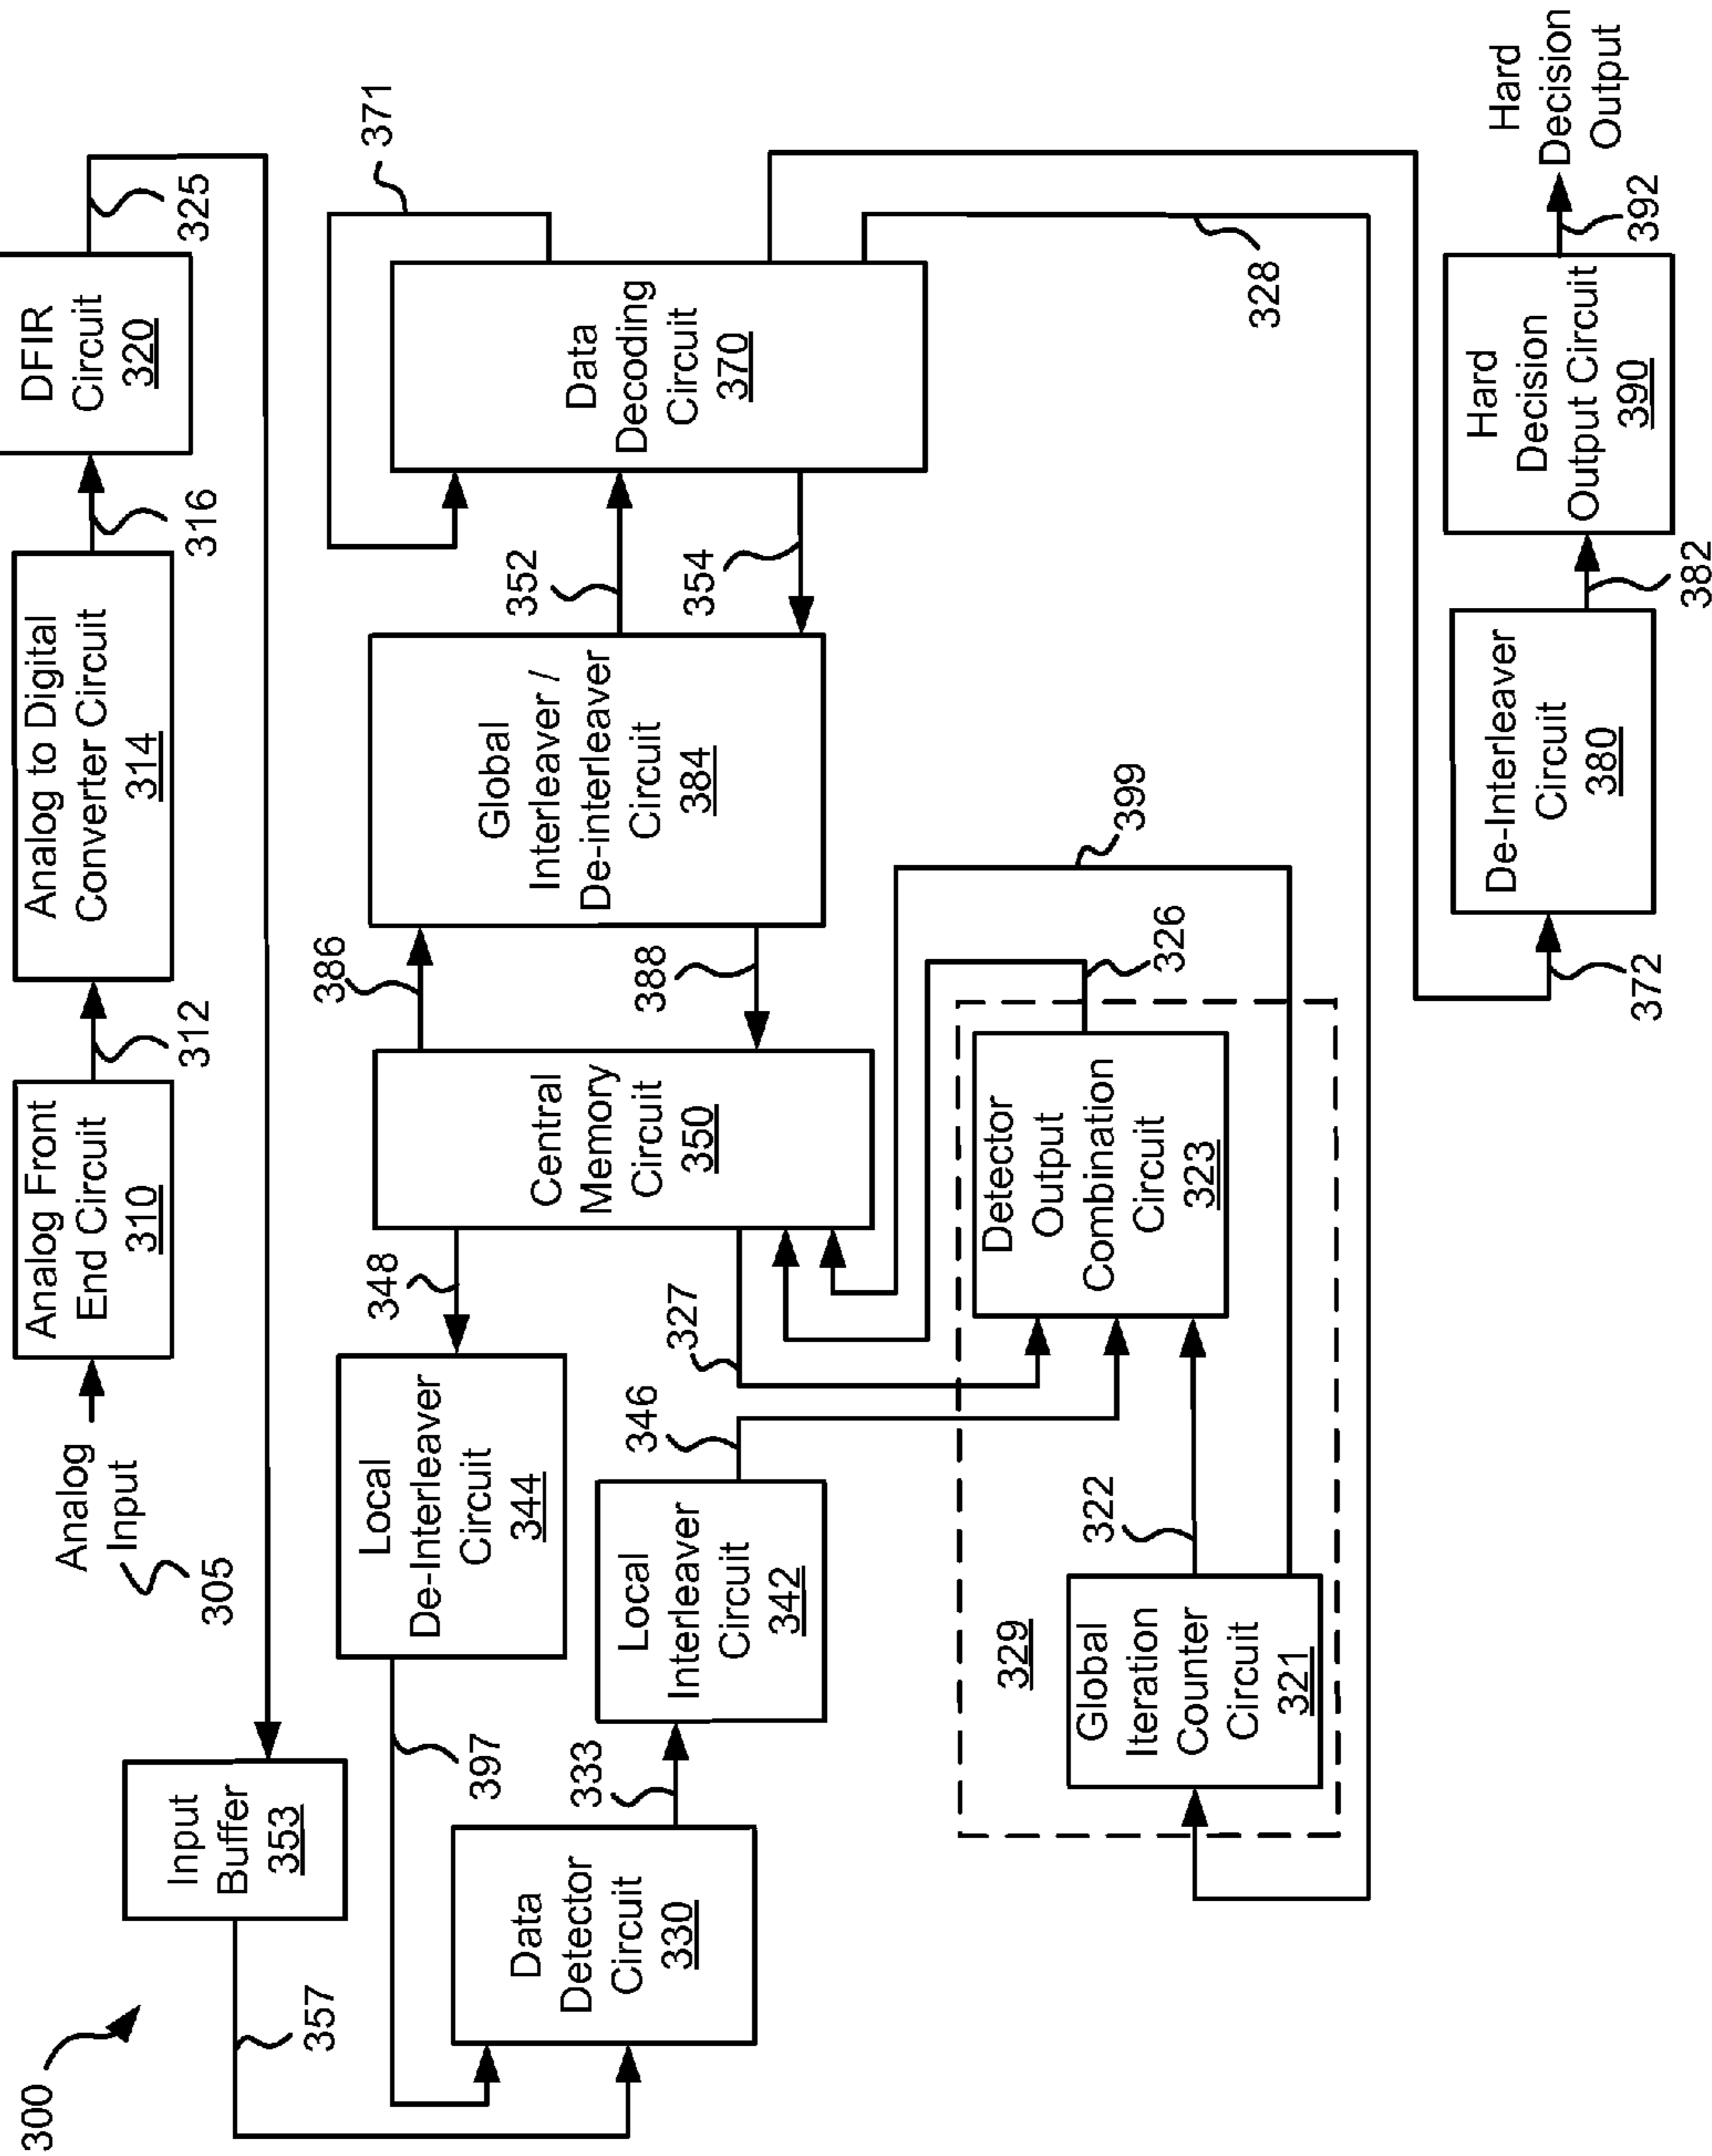 300
Analog
Input
305
Analog Front
End Circuit
310
312
Analog to Digital
Converter Circuit
314
316
DFIR
Circuit
320
325
Input
Buffer
353
357
397
Data
Detector
Circuit
330
333
Local
De-Interleaver
Circuit
344
348
Local
Interleaver
Circuit
342
346
327
Central
Memory
Circuit
350
386
388
Global
Interleaver /
De-interleaver
Circuit
384
352
354
Data
Decoding
Circuit
370
371
329
Global
Iteration
Counter
Circuit
321
322
Detector
Output
Combination
Circuit
323
326
399
328
372
De-Interleaver
Circuit
380
382
Hard
Decision
Output Circuit
390
392
Hard
Decision
Output